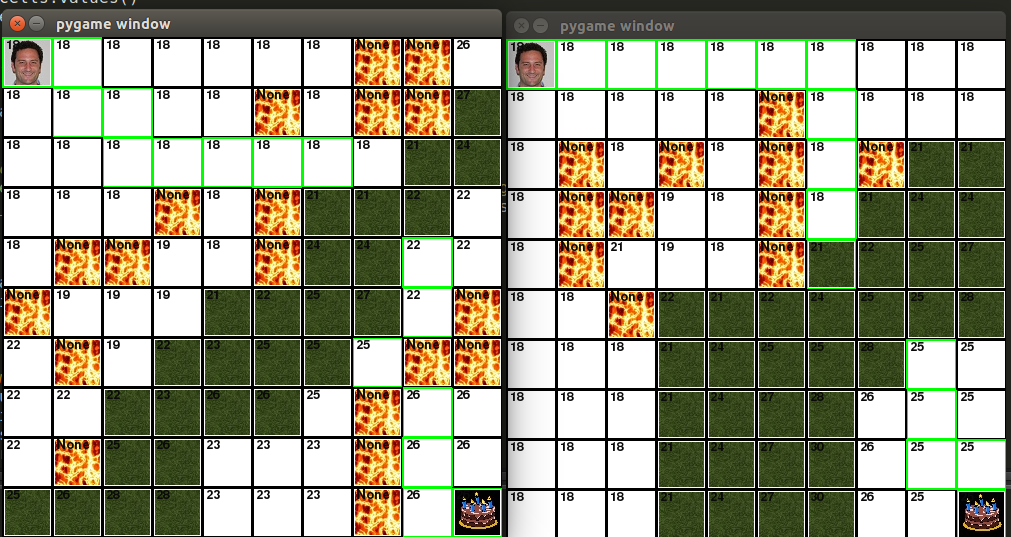 cells.values()
pygame window
18 18 18 18 18 18 18 None None 26
18 18 18 18 18 None 18 None None 27
18 18 18 18 18 18 18 18 21 24
18 18 18 None 18 None 21 21 22 22
18 None None 19 18 None 24 24 22 22
None 19 19 19 21 22 25 27 22 None
22 None 19 22 23 25 25 25 None None
22 22 22 23 26 26 25 None 26 26
22 None 25 26 23 23 23 None 26 26
25 26 28 28 23 23 23 None 26
pygame window
18 18 18 18 18 18 18 18 18 18
18 18 18 18 18 None 18 18 18 18
18 None 18 None 18 None 18 None 21 21
18 None None 19 18 None 18 21 24 24
18 None 21 19 18 None 21 22 25 27
18 18 None 22 21 22 24 25 25 28
18 18 18 21 24 25 25 28 25 25
18 18 18 21 24 27 28 26 25 25
18 18 18 21 24 27 30 26 25 25
18 18 18 21 24 27 30 26 25